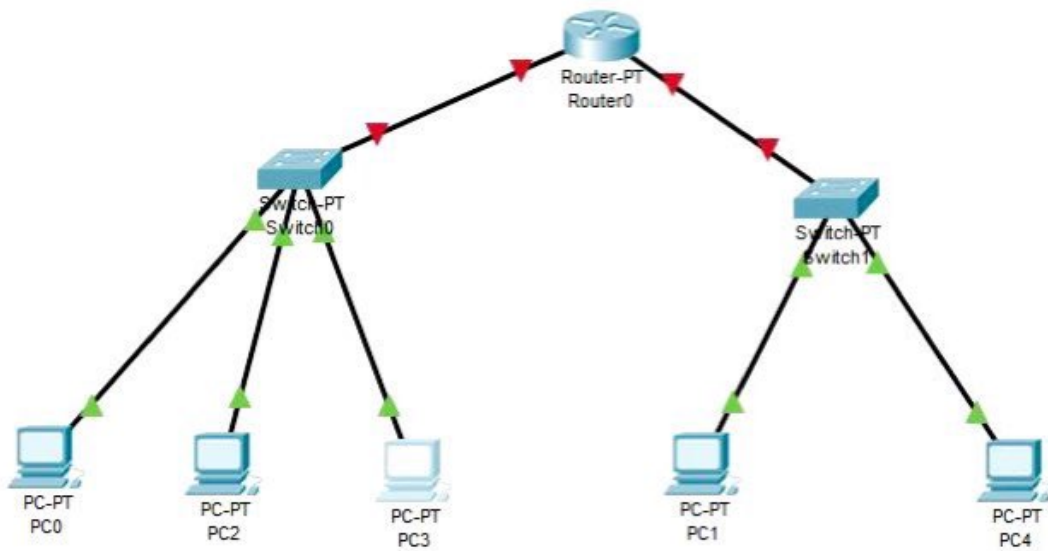 Router-PT
Router0
Switch-PT
Switch0
Switch-PT
Switch1
PC-PT
PC0
PC-PT
PC2
PC-PT
PC3
PC-PT
PC1
PC-PT
PC4